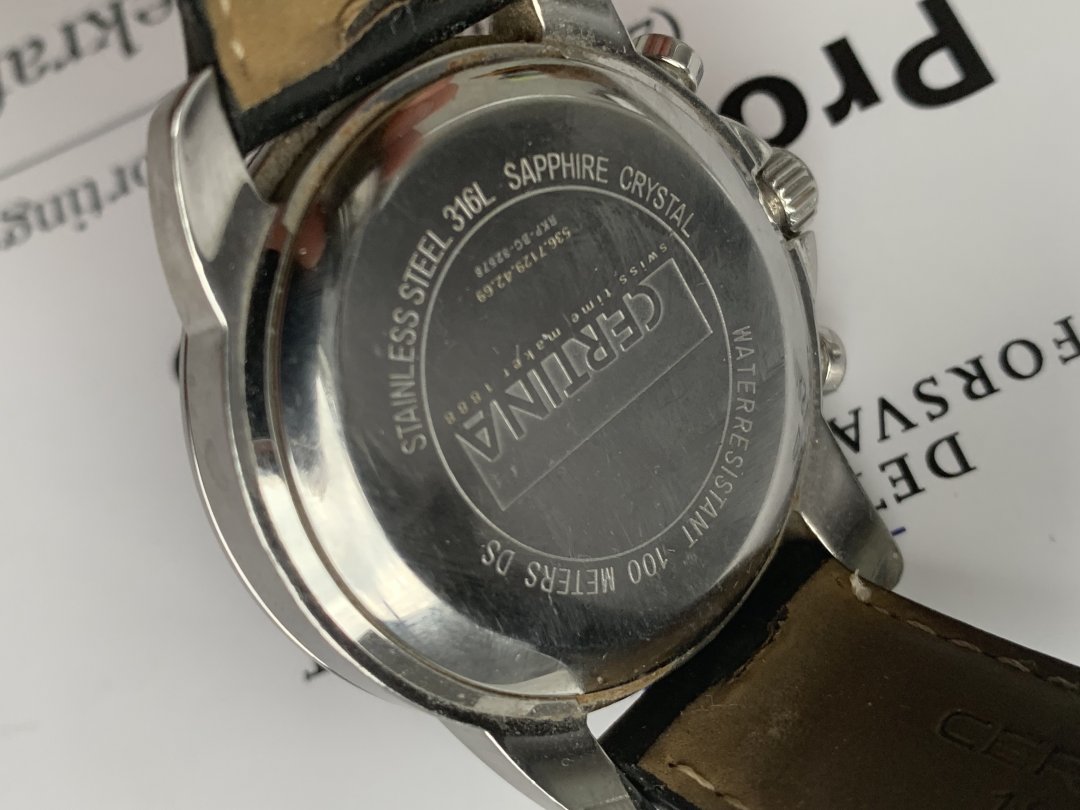 STAINLESS STEEL 316L SAPPHIRE CRYSTAL
WATERRESISTANT 100 METERS DS
CERTINA
swiss time maker 1888
536.7129.42.69
Pro
FORSVA
DET